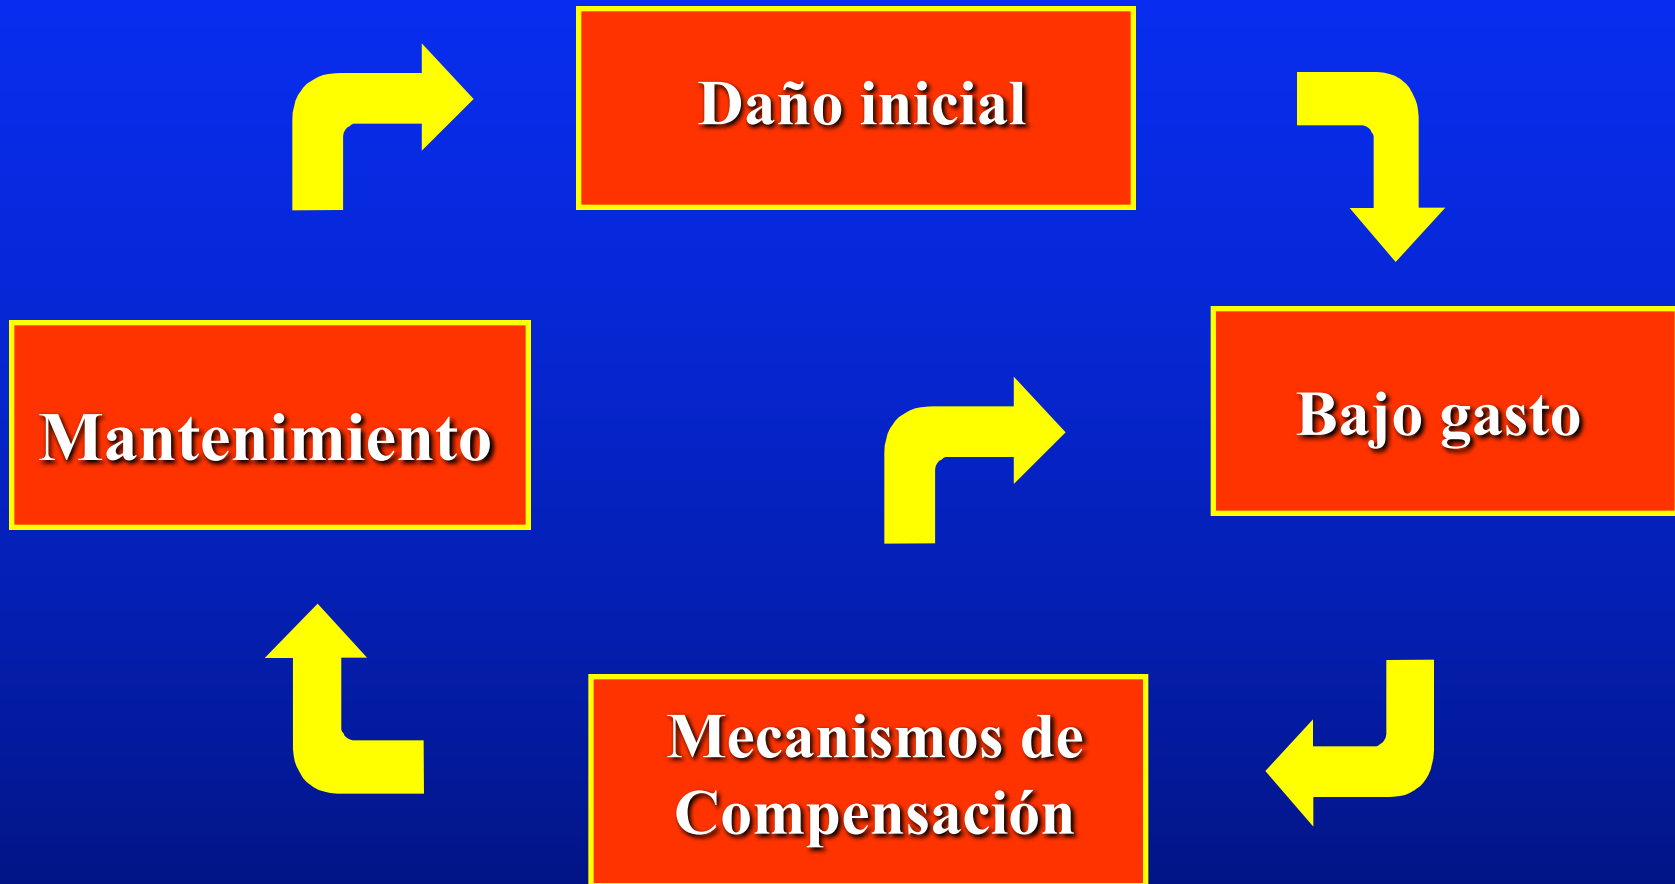 Daño inicial
Bajo gasto
Mantenimiento
Mecanismos de
Compensación